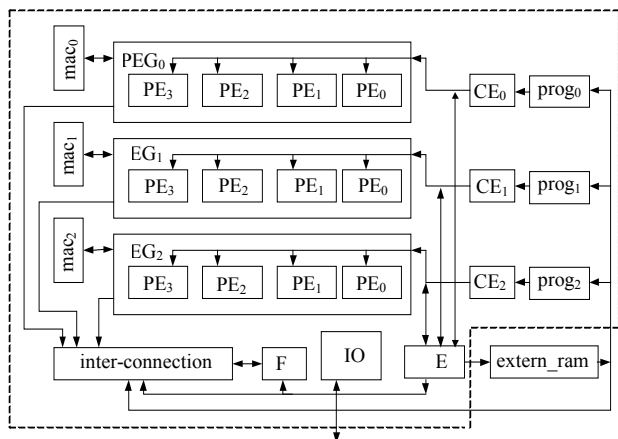 mac₀
PEG₀
PE₃ PE₂ PE₁ PE₀
CE₀ prog₀
mac₁
EG₁
PE₃ PE₂ PE₁ PE₀
CE₁ prog₁
mac₂
EG₂
PE₃ PE₂ PE₁ PE₀
CE₂ prog₂
inter-connection F IO E extern_ram